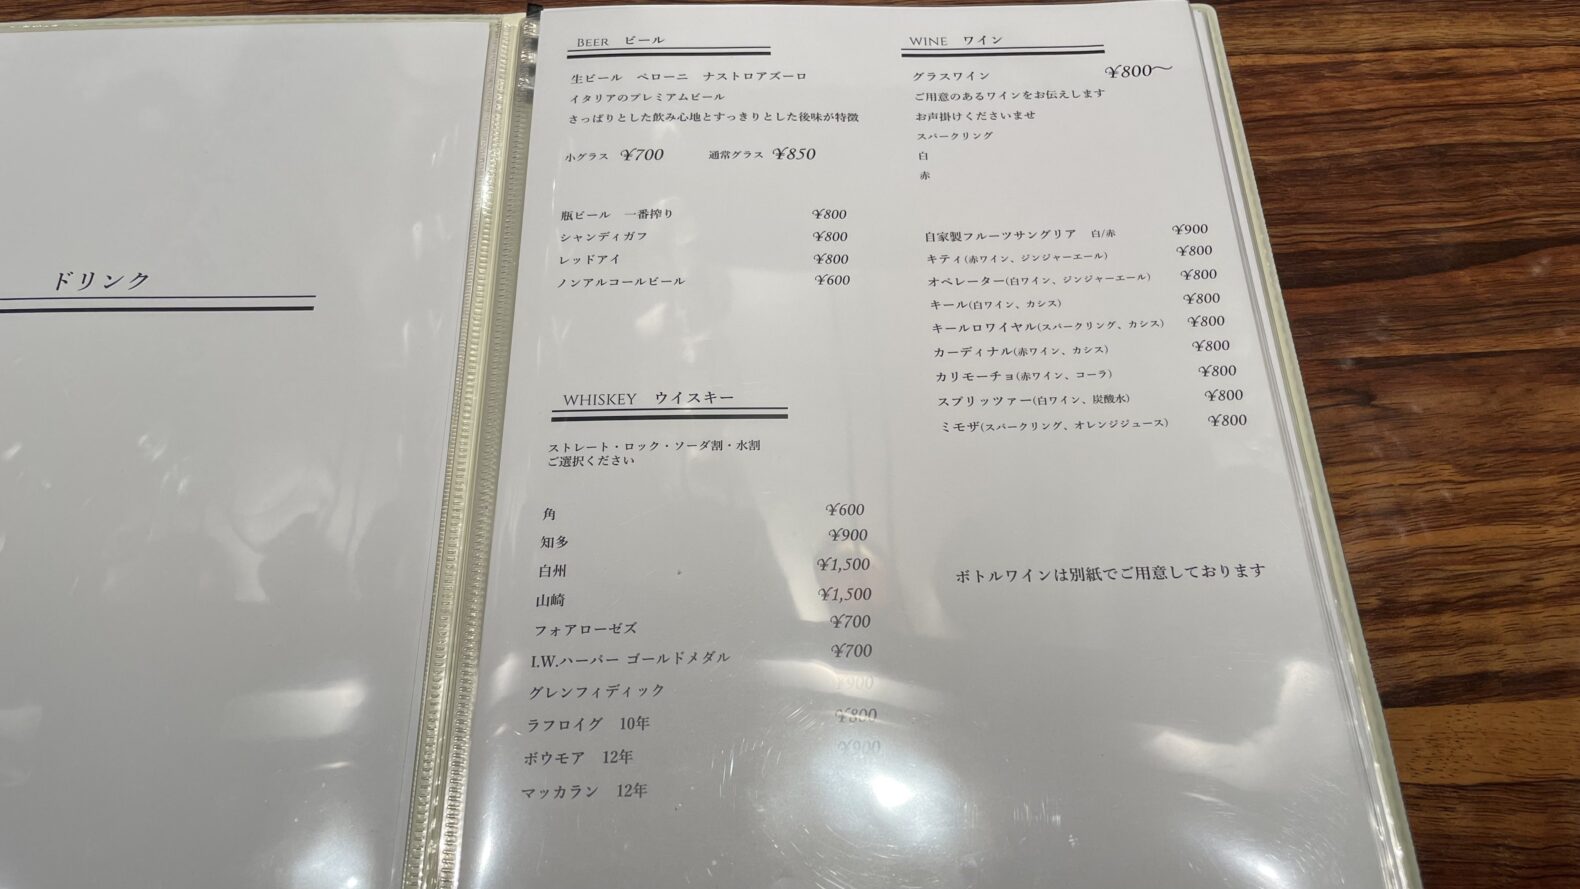 ドリンク
BEER ビール
生ビール ペローニ ナストロアズーロ
イタリアのプレミアムビール
さっぱりとした飲み心地とすっきりとした後味が特徴
小グラス ¥700 通常グラス ¥850
瓶ビール 一番搾り ¥800
シャンディガフ ¥800
レッドアイ ¥800
ノンアルコールビール ¥600
WHISKEY ウイスキー
ストレート・ロック・ソーダ割・水割
ご選択ください
角 ¥600
知多 ¥900
白州 ¥1,500
山崎 ¥1,500
フォアローゼズ ¥700
I.W.ハーパー ゴールドメダル ¥700
グレンフィディック ¥900
ラフロイグ 10年 ¥800
ボウモア 12年 ¥900
マッカラン 12年
WINE ワイン
グラスワイン ¥800〜
ご用意のあるワインをお伝えします
お声掛けくださいませ
スパークリング
白
赤
自家製フルーツサングリア 白/赤 ¥900
キティ(赤ワイン、ジンジャーエール) ¥800
オペレーター(白ワイン、ジンジャーエール) ¥800
キール(白ワイン、カシス) ¥800
キールロワイヤル(スパークリング、カシス) ¥800
カーディナル(赤ワイン、カシス) ¥800
カリモーチョ(赤ワイン、コーラ) ¥800
スプリッツァー(白ワイン、炭酸水) ¥800
ミモザ(スパークリング、オレンジジュース) ¥800
ボトルワインは別紙でご用意しております